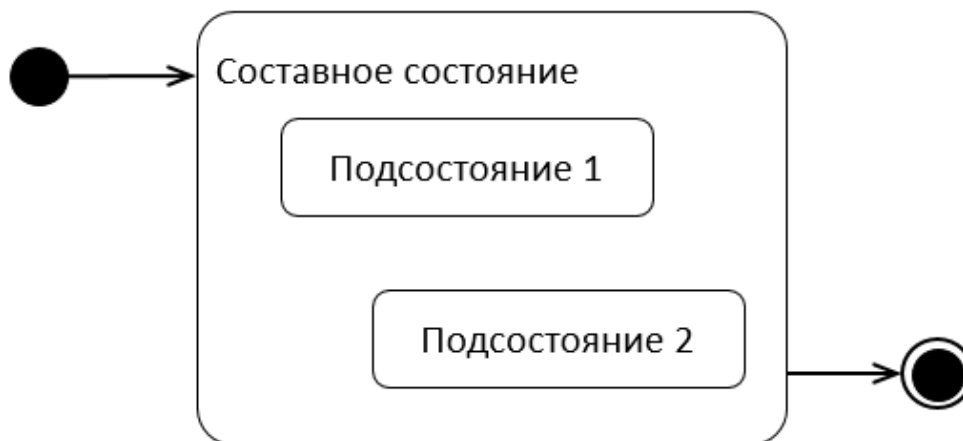 Составное состояние
Подсостояние 1
Подсостояние 2